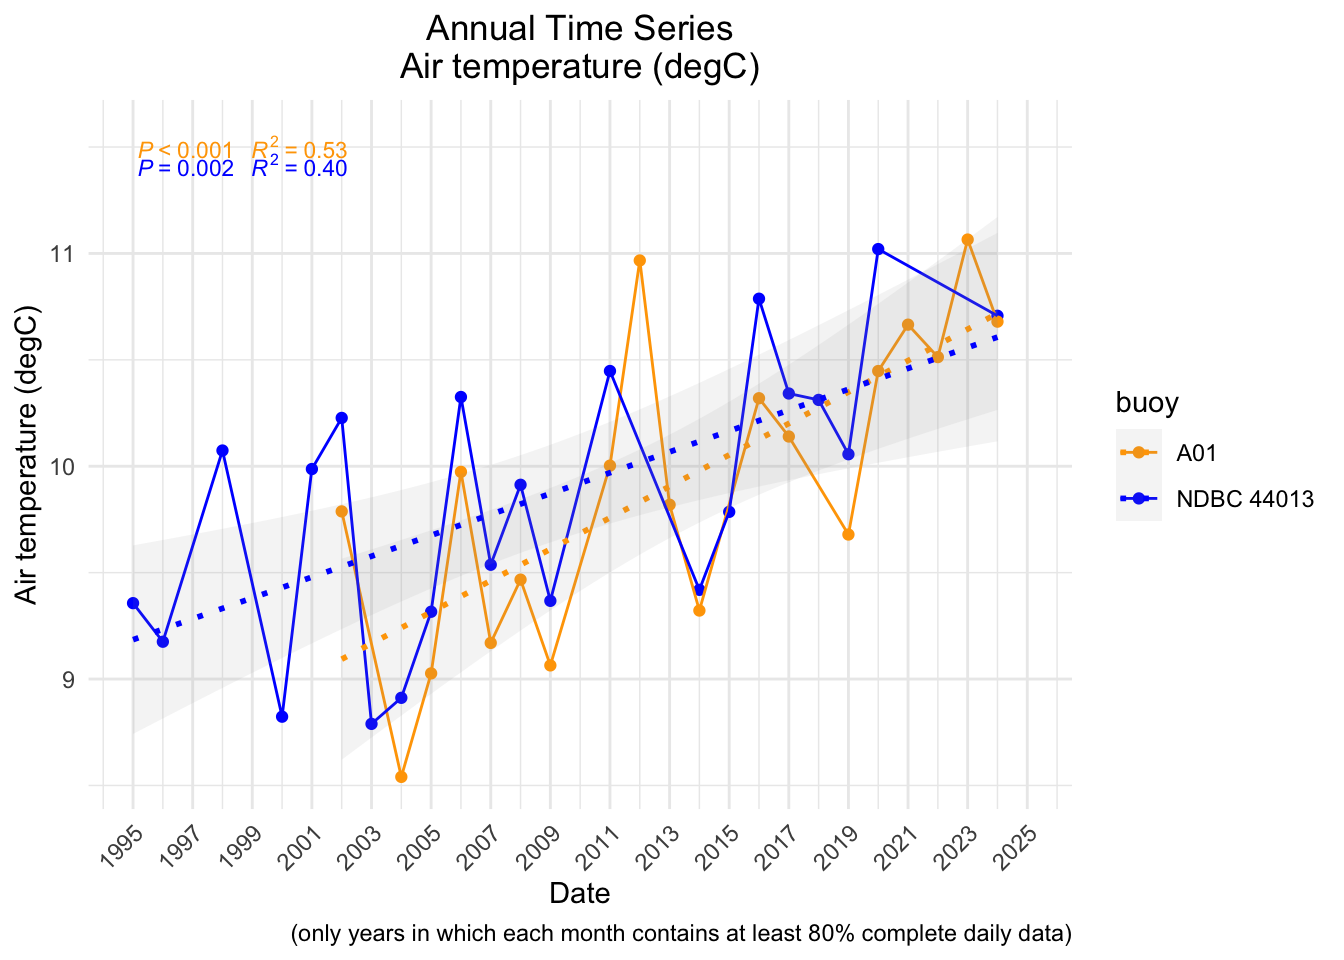 Annual Time Series
Air temperature (degC)
P < 0.001 R² = 0.53
P = 0.002 R² = 0.40
Air temperature (degC)
11
10
9
1995 1997 1999 2001 2003 2005 2007 2009 2011 2013 2015 2017 2019 2021 2023 2025
Date
(only years in which each month contains at least 80% complete daily data)
buoy
A01
NDBC 44013